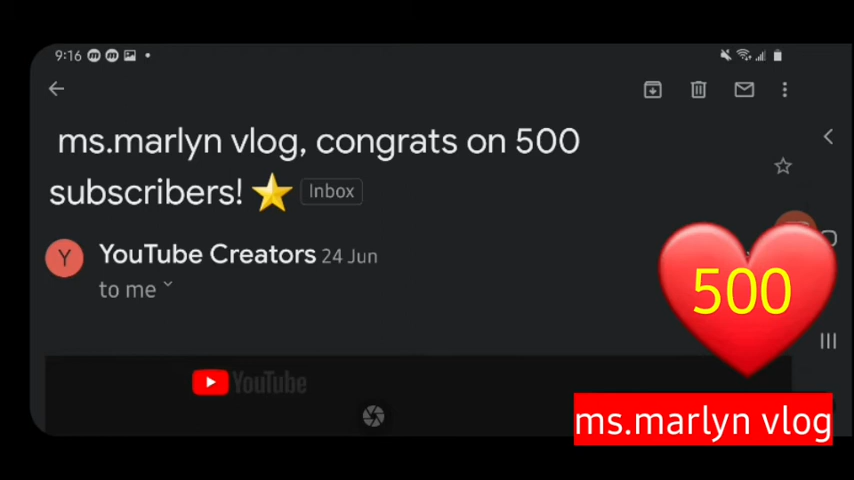 9:16
ms.marlyn vlog, congrats on 500
subscribers! ⭐ Inbox
Y YouTube Creators 24 Jun
to me
500
YouTube
ms.marlyn vlog